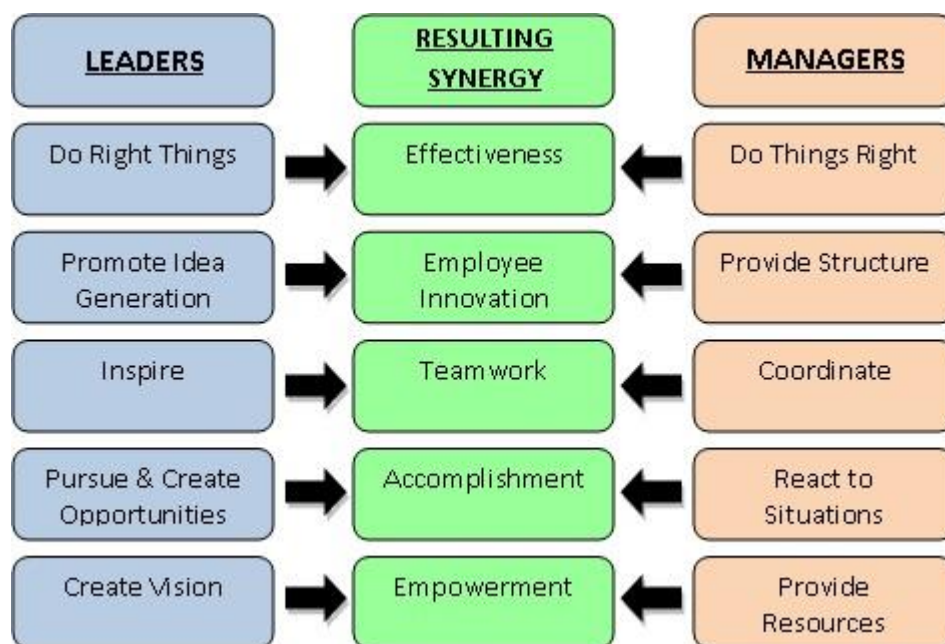 LEADERS
RESULTING
SYNERGY
MANAGERS
Do Right Things
Effectiveness
Do Things Right
Promote Idea
Generation
Employee
Innovation
Provide Structure
Inspire
Teamwork
Coordinate
Pursue & Create
Opportunities
Accomplishment
React to
Situations
Create Vision
Empowerment
Provide
Resources